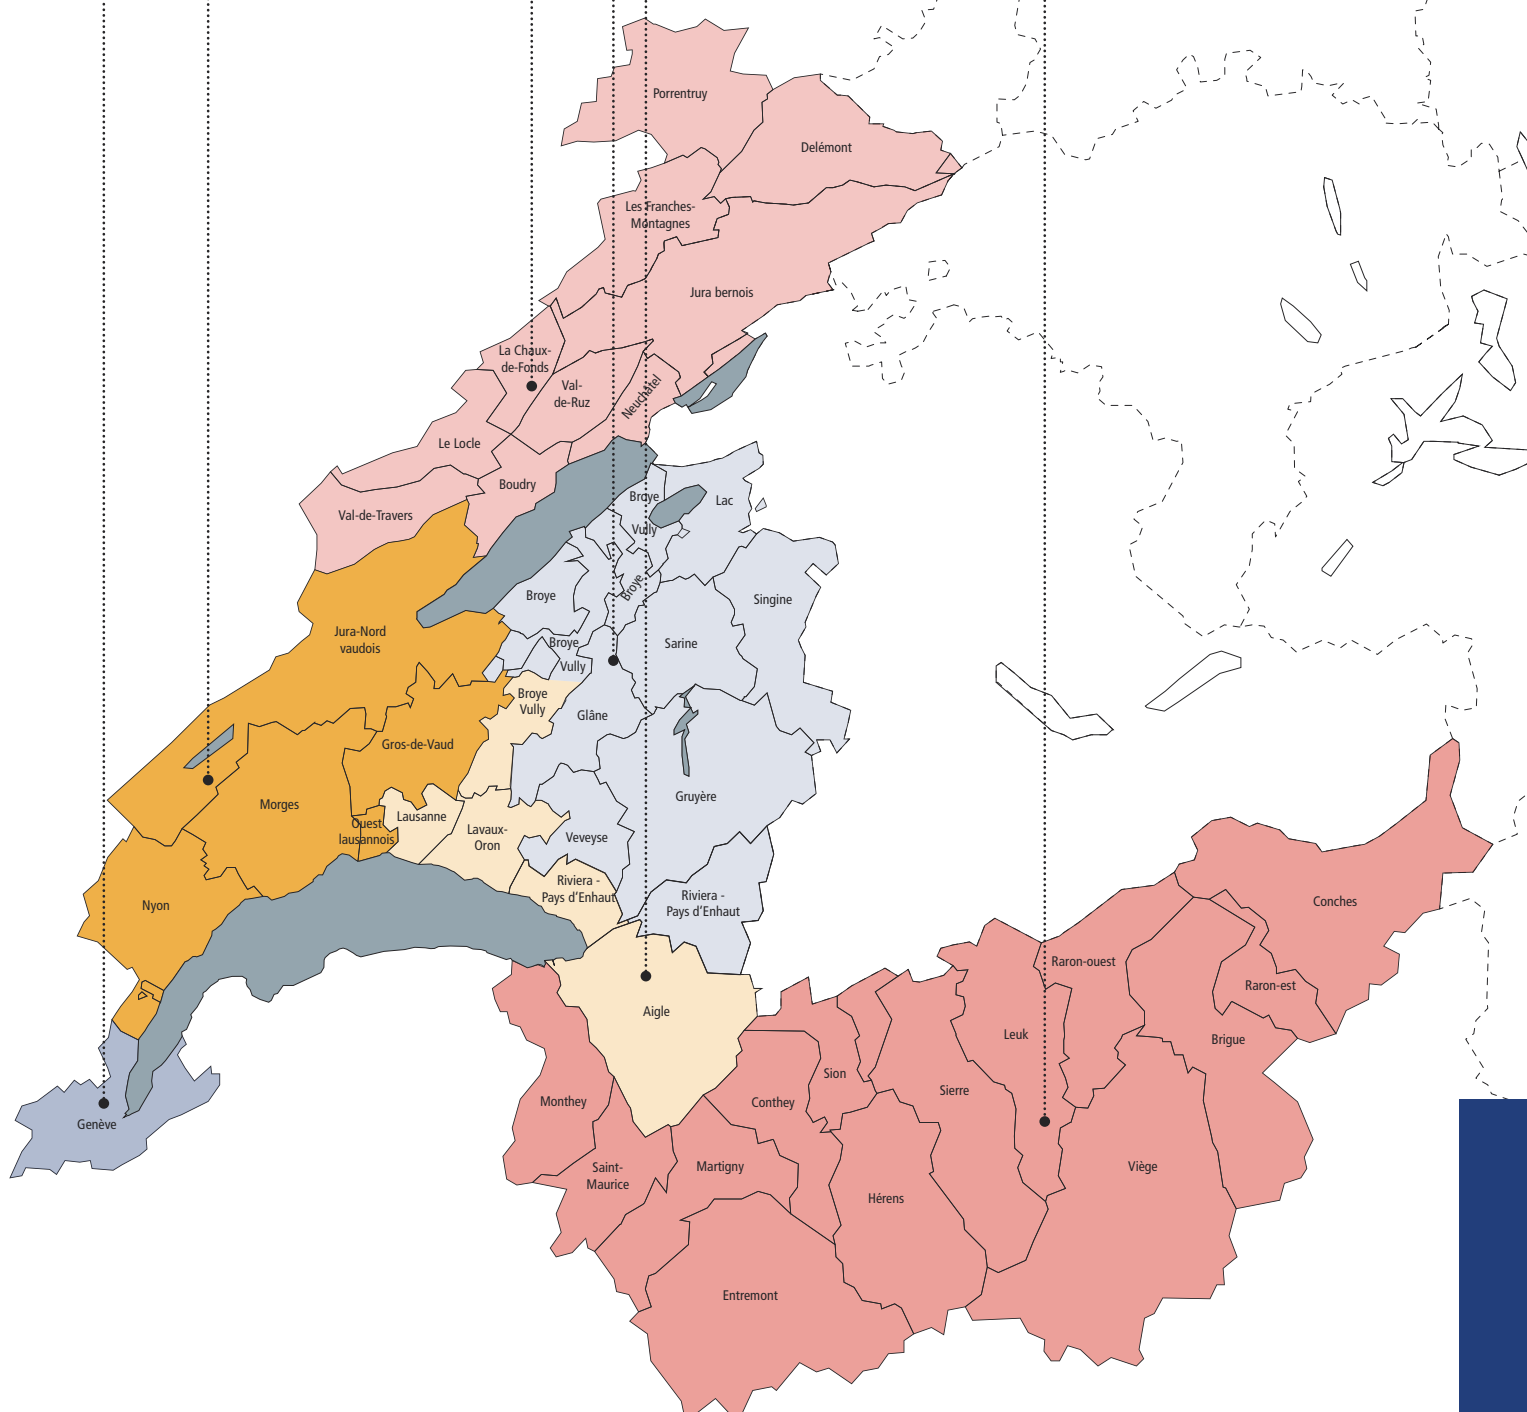 Porrentruy
Delémont
Les Franches-
Montagnes
Jura bernois
La Chaux-
de-Fonds
Val-
de-Ruz
Neuchâtel
Le Locle
Boudry
Val-de-Travers
Broye
Vully
Lac
Broye
Broye
Singine
Jura-Nord
vaudois
Sarine
Broye
Vully
Broye
Vully
Glâne
Gros-de-Vaud
Gruyère
Morges
Lausanne
Ouest
lausannois
Lavaux-
Oron
Veveyse
Riviera -
Pays d'Enhaut
Riviera -
Pays d'Enhaut
Nyon
Conches
Raron-ouest
Raron-est
Aigle
Leuk
Brigue
Sion
Sierre
Conthey
Monthey
Genève
Saint-
Maurice
Martigny
Viège
Hérens
Entremont